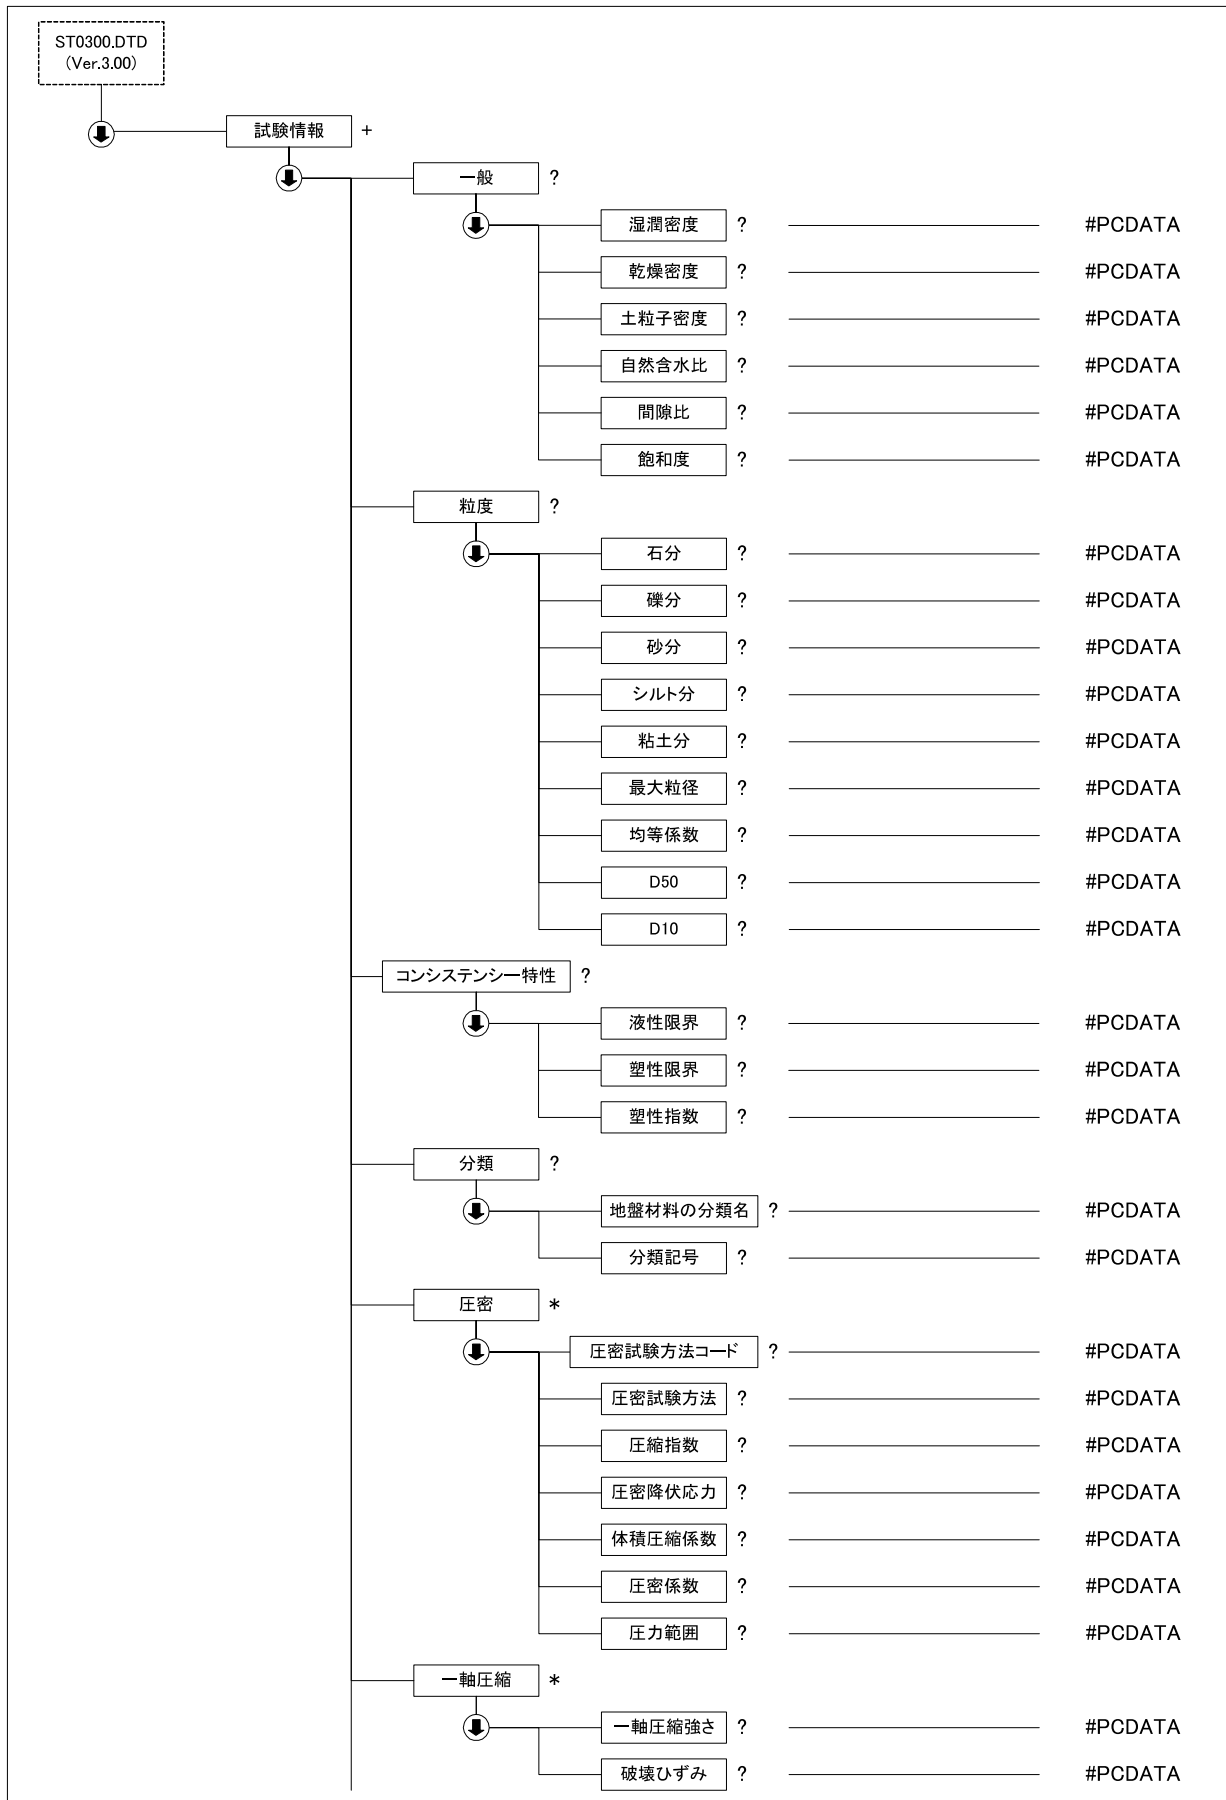 ST0300.DTD
(Ver.3.00)
試験情報 +
一般 ?
湿潤密度 ? #PCDATA
乾燥密度 ? #PCDATA
土粒子密度 ? #PCDATA
自然含水比 ? #PCDATA
間隙比 ? #PCDATA
飽和度 ? #PCDATA
粒度 ?
石分 ? #PCDATA
礫分 ? #PCDATA
砂分 ? #PCDATA
シルト分 ? #PCDATA
粘土分 ? #PCDATA
最大粒径 ? #PCDATA
均等係数 ? #PCDATA
D50 ? #PCDATA
D10 ? #PCDATA
コンシステンシー特性 ?
液性限界 ? #PCDATA
塑性限界 ? #PCDATA
塑性指数 ? #PCDATA
分類 ?
地盤材料の分類名 ? #PCDATA
分類記号 ? #PCDATA
圧密 *
圧密試験方法コード ? #PCDATA
圧密試験方法 ? #PCDATA
圧縮指数 ? #PCDATA
圧密降伏応力 ? #PCDATA
体積圧縮係数 ? #PCDATA
圧密係数 ? #PCDATA
圧力範囲 ? #PCDATA
一軸圧縮 *
一軸圧縮強さ ? #PCDATA
破壊ひずみ ? #PCDATA